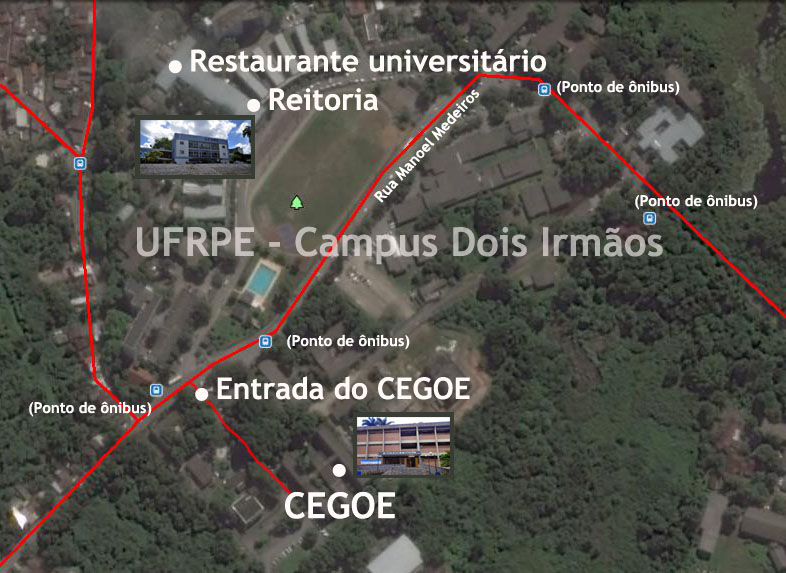 Restaurante universitário
Reitoria
(Ponto de ônibus)
Rua Manoel Medeiros
(Ponto de ônibus)
UFRPE - Campus Dois Irmãos
(Ponto de ônibus)
Entrada do CEGOE
(Ponto de ônibus)
CEGOE